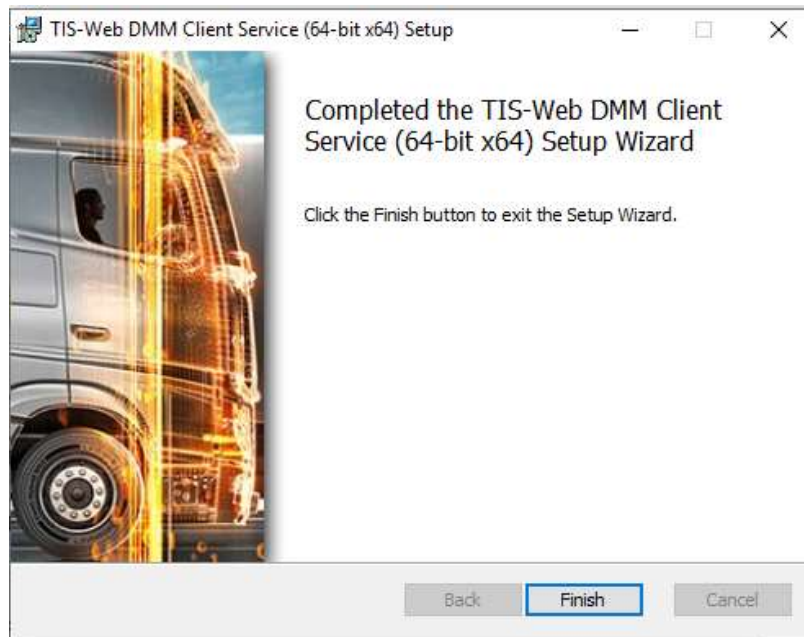 TIS-Web DMM Client Service (64-bit x64) Setup
Completed the TIS-Web DMM Client
Service (64-bit x64) Setup Wizard
Click the Finish button to exit the Setup Wizard.
Back
Finish
Cancel